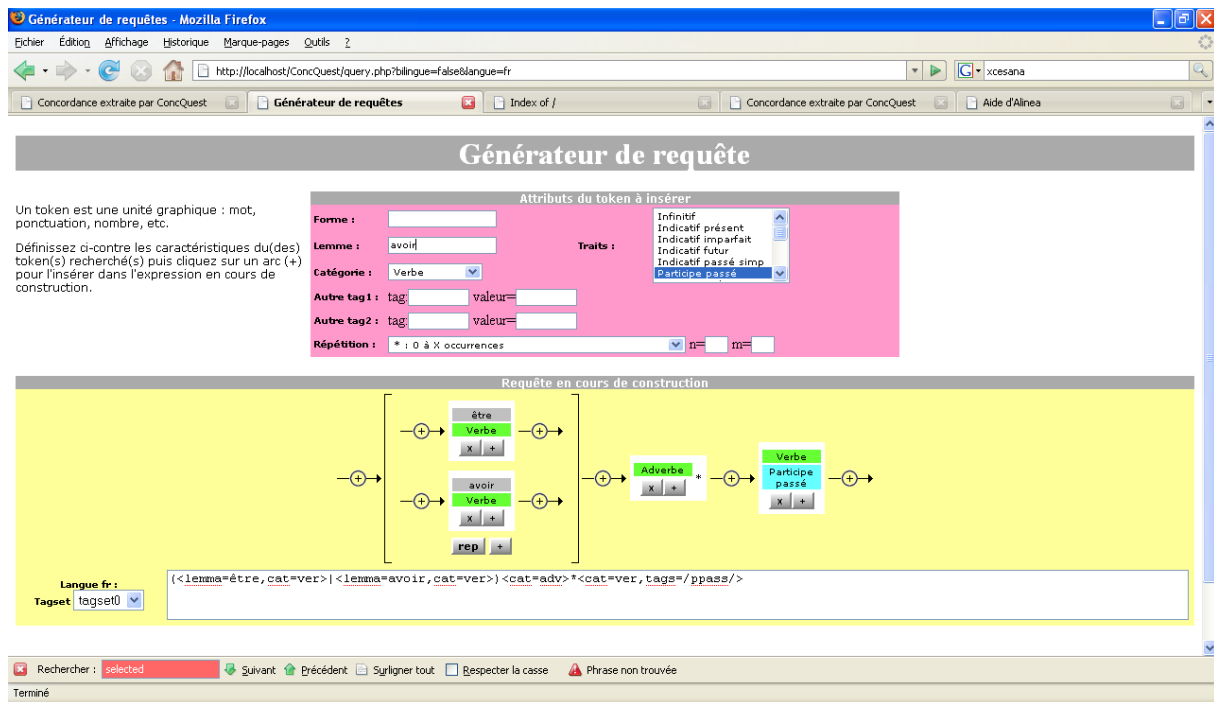 Générateur de requêtes - Mozilla Firefox
Fichier Édition Affichage Historique Marque-pages Outils ?
http://localhost/ConcQuest/query.php?bilingue=false&langue=fr
G xcesana
Concordance extraite par ConcQuest
Générateur de requêtes
Index of /
Concordance extraite par ConcQuest
Aide d'Alinea
Générateur de requête
Un token est une unité graphique : mot,
ponctuation, nombre, etc.
Définissez ci-contre les caractéristiques du(des)
token(s) recherché(s) puis cliquez sur un arc (+)
pour l'insérer dans l'expression en cours de
construction.
Attributs du token à insérer
Forme :
Lemme : avoir
Catégorie : Verbe
Autre tag1 : tag: valeur=
Autre tag2 : tag: valeur=
Répétition : * : 0 à X occurrences n= m=
Traits :
Infinitif
Indicatif présent
Indicatif imparfait
Indicatif futur
Indicatif passé simp
Participe passé
Requête en cours de construction
être
Verbe
x +
avoir
Verbe
x +
rep +
Adverbe
x +
*
Verbe
Participe
passé
x +
Langue fr :
Tagset tagset0
(<lemma=être,cat=ver>|<lemma=avoir,cat=ver>)<cat=adv>*<cat=ver,tags=/ppass/>
Rechercher : selected Suivant Précédent Surligner tout Respecter la casse Phrase non trouvée
Terminé